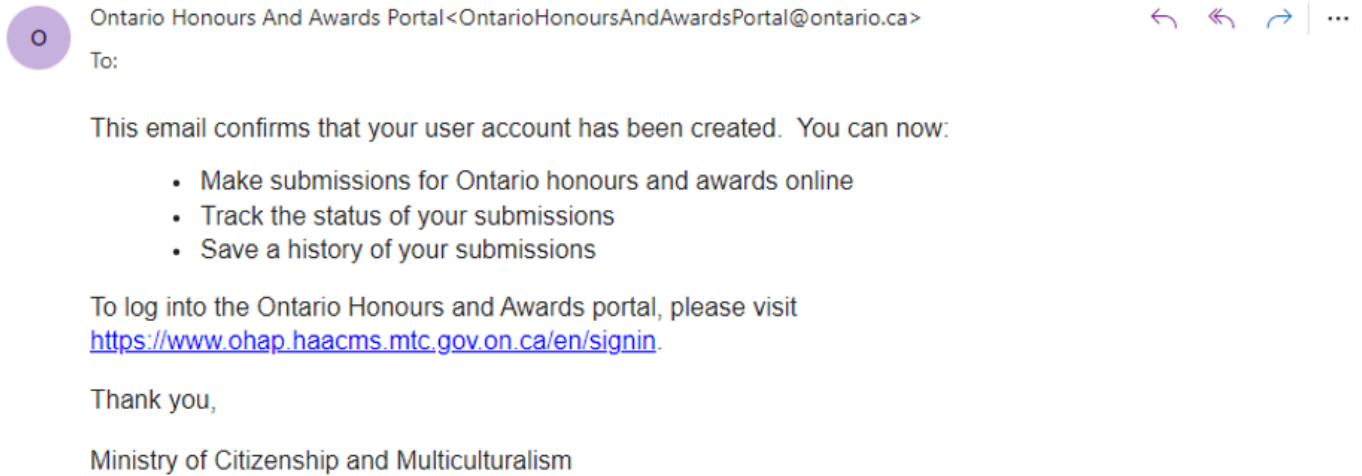 O
Ontario Honours And Awards Portal<OntarioHonoursAndAwardsPortal@ontario.ca>
To:
This email confirms that your user account has been created.  You can now:
• Make submissions for Ontario honours and awards online
• Track the status of your submissions
• Save a history of your submissions
To log into the Ontario Honours and Awards portal, please visit
https://www.ohap.haacms.mtc.gov.on.ca/en/signin.
Thank you,
Ministry of Citizenship and Multiculturalism